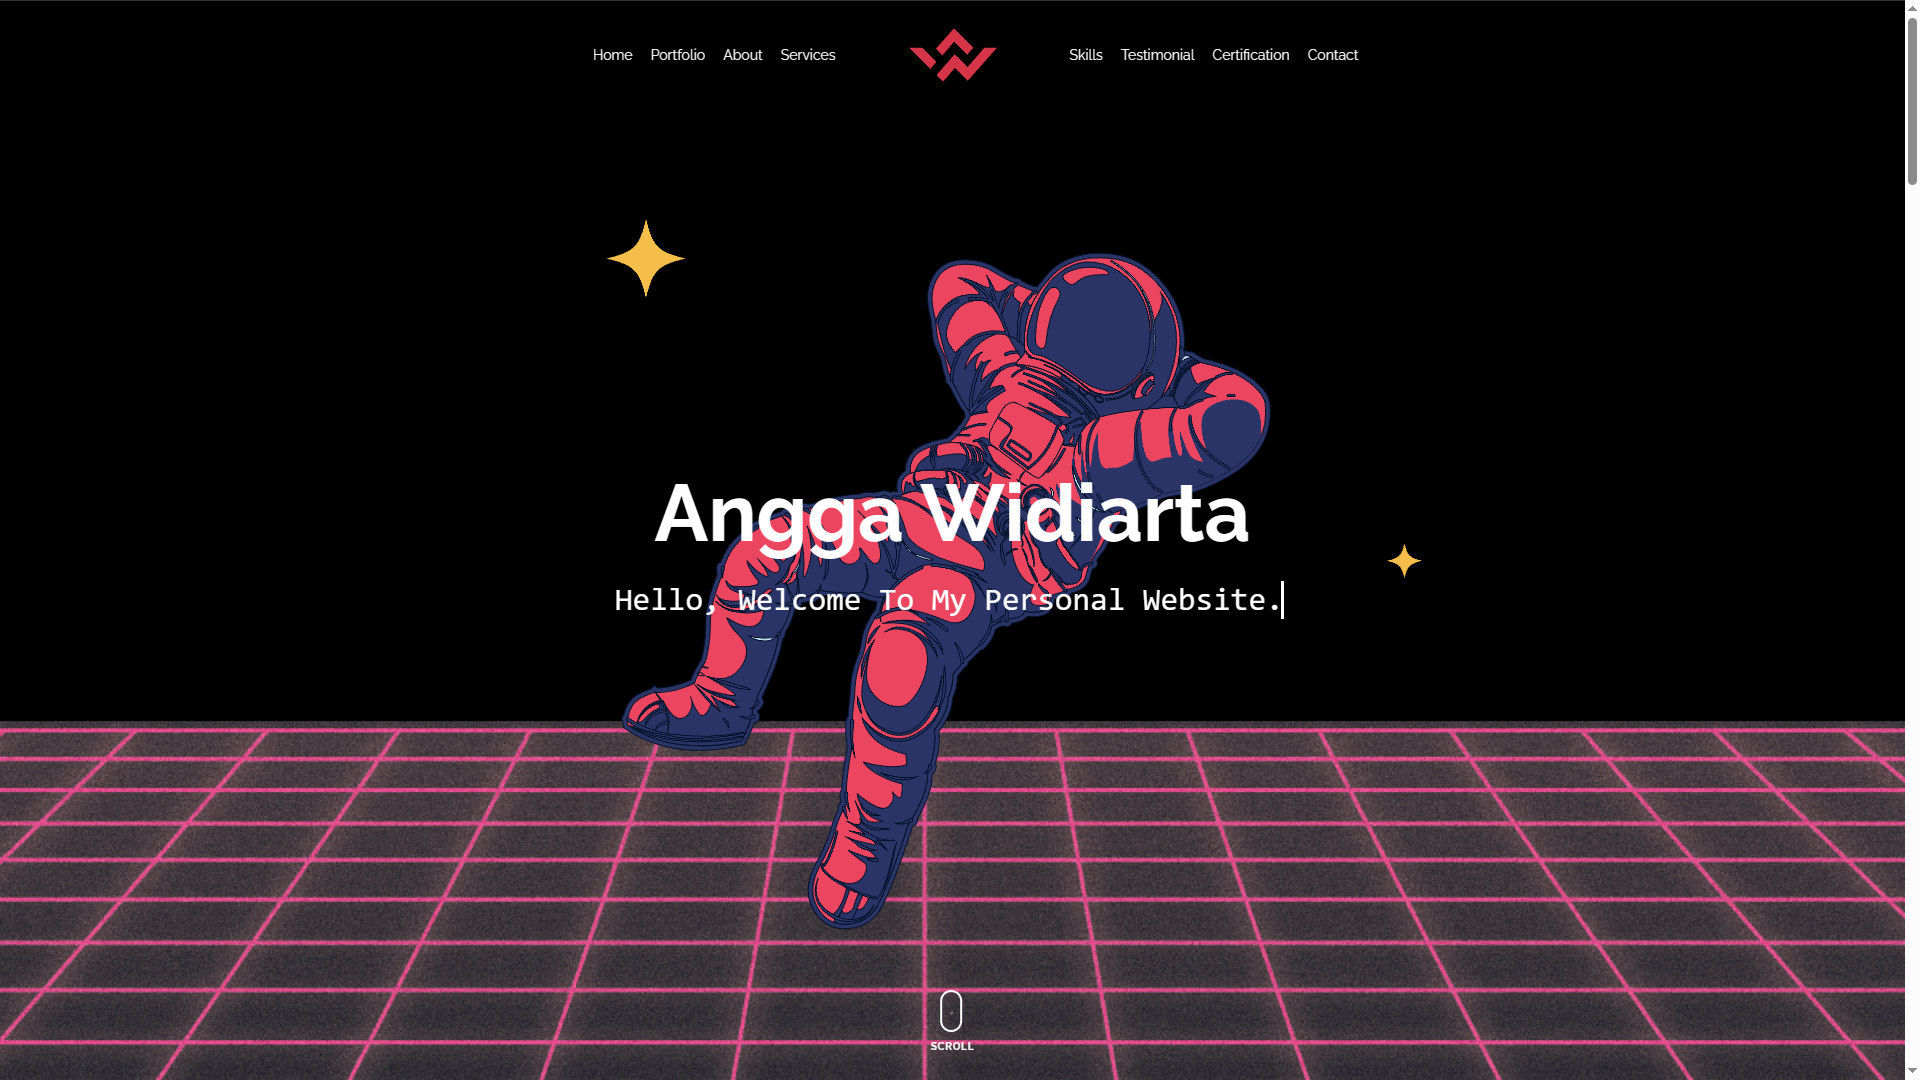 Home Portfolio About Services Skills Testimonial Certification Contact
Angga Widiarta
Hello, Welcome To My Personal Website.
SCROLL